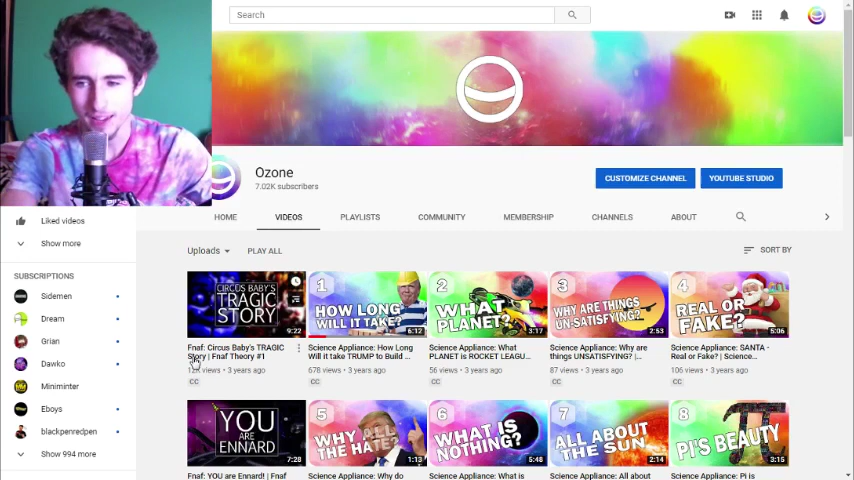 Search
Ozone
7.02K subscribers
CUSTOMIZE CHANNEL
YOUTUBE STUDIO
Liked videos
Show more
HOME
VIDEOS
PLAYLISTS
COMMUNITY
MEMBERSHIP
CHANNELS
ABOUT
Uploads
PLAY ALL
SORT BY
SUBSCRIPTIONS
Sidemen
Dream
Grian
Dawko
Miniminter
Eboys
blackpenredpen
Show 994 more
CIRCUS BABY'S
TRAGIC
STORY
9:22
Fnaf: Circus Baby's TRAGIC
Story | Fnaf Theory #1
views • 3 years ago
CC
1
HOW LONG
WILL IT TAKE?
6:12
Science Appliance: How Long
Will it take TRUMP to Build ...
678 views • 3 years ago
CC
2
WHAT
PLANET?
3:17
Science Appliance: What
PLANET is ROCKET LEAGU...
56 views • 3 years ago
CC
3
WHY ARE THINGS
UN-SATISFYING?
2:53
Science Appliance: Why are
things UNSATISFYING? |...
87 views • 3 years ago
CC
4
REAL OR
FAKE?
5:06
Science Appliance: SANTA -
Real or Fake? | Science...
106 views • 3 years ago
CC
YOU
ARE
ENNARD
7:28
Fnaf: YOU are Ennard! | Fnaf
5
WHY ALL
THE HATE?
1:13
Science Appliance: Why do
6
WHAT IS
NOTHING?
5:48
Science Appliance: What is
7
ALL ABOUT
THE SUN
2:14
Science Appliance: All about
8
PI'S BEAUTY
3:15
Science Appliance: Pi is